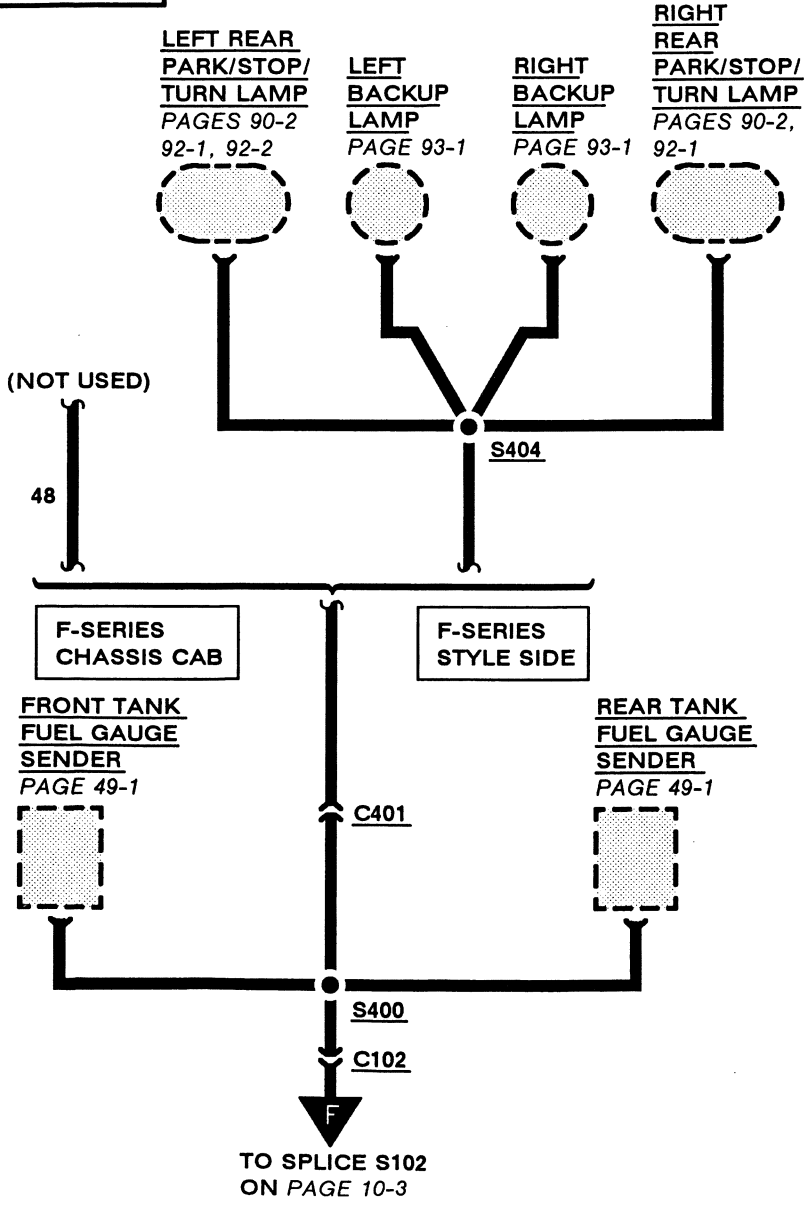 LEFT REAR
PARK/STOP/
TURN LAMP
PAGES 90-2
92-1, 92-2
LEFT
BACKUP
LAMP
PAGE 93-1
RIGHT
BACKUP
LAMP
PAGE 93-1
RIGHT
REAR
PARK/STOP/
TURN LAMP
PAGES 90-2,
92-1
(NOT USED)
S404
48
F-SERIES
CHASSIS CAB
F-SERIES
STYLE SIDE
FRONT TANK
FUEL GAUGE
SENDER
PAGE 49-1
REAR TANK
FUEL GAUGE
SENDER
PAGE 49-1
C401
S400
C102
F
TO SPLICE S102
ON PAGE 10-3